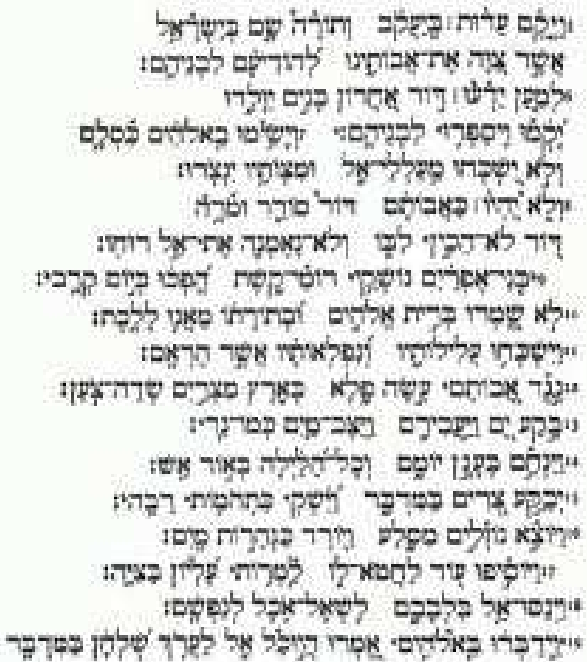 ויקם עדות ׀ ביעקב ותורה שם בישראל
אשר צוה את־אבותינו להודיעם לבניהם׃
למען ידעו ׀ דור אחרון בנים יולדו
יקמו ויספרו לבניהם׃ וישימו באלהים כסלם
ולא ישכחו מעללי־אל ומצותיו ינצרו׃
ולא יהיו ׀ כאבותם דור סורר ומרה
דור לא־הכין לבו ולא־נאמנה את־אל רוחו׃
בני־אפרים נושקי רומי־קשת הפכו ביום קרב׃
לא שמרו ברית אלהים ובתורתו מאנו ללכת׃
וישכחו עלילותיו ונפלאותיו אשר הראם׃
נגד אבותם עשה פלא בארץ מצרים שדה־צען׃
בקע ים ויעבירם ויצב־מים כמו־נד׃
וינחם בענן יומם וכל־הלילה באור אש׃
יבקע צרים במדבר וישק כתהמות רבה׃
ויוצא נוזלים מסלע ויורד כנהרות מים׃
ויוסיפו עוד לחטא־לו למרות עליון בציה׃
וינסו־אל בלבבם לשאל־אכל לנפשם׃
וידברו באלהים אמרו היוכל אל לערך שלחן במדבר